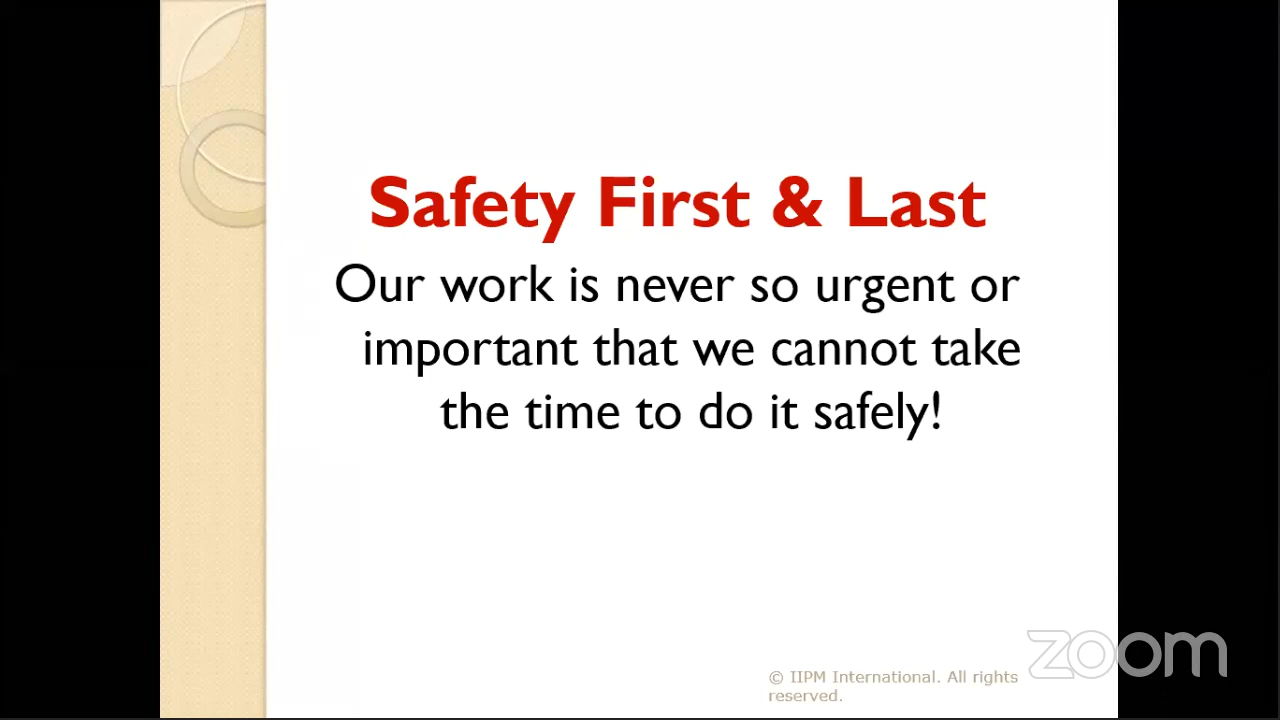 Safety First & Last
Our work is never so urgent or
important that we cannot take
the time to do it safely!
zoom
© IIPM International. All rights
reserved.